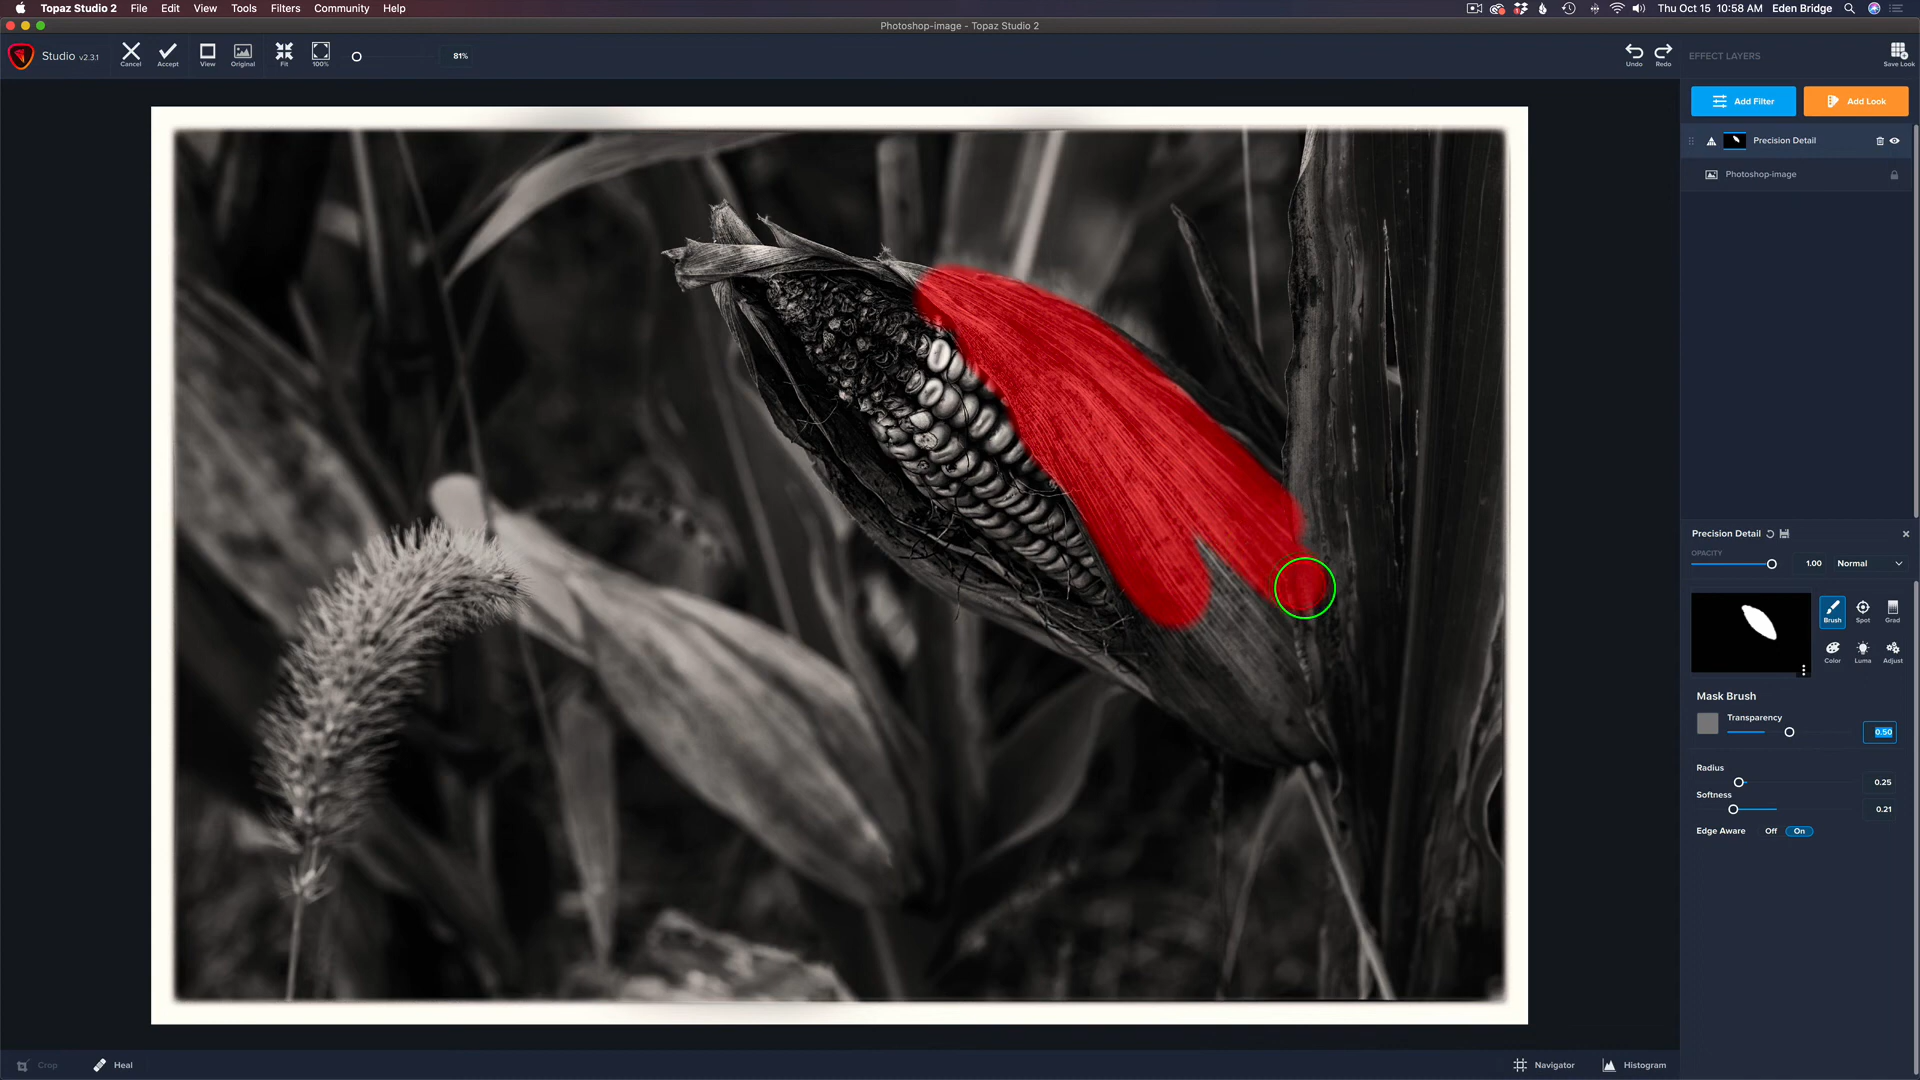 Topaz Studio 2 File Edit View Tools Filters Community Help
Thu Oct 15 10:58 AM Eden Bridge
Photoshop-image - Topaz Studio 2
Studio v2.3.1
Cancel Accept View Original Fit 100% 81%
Undo Redo
EFFECT LAYERS
Save Look
Add Filter Add Look
Precision Detail
Photoshop-image
Precision Detail
OPACITY
1.00 Normal
Brush Spot Grad
Color Luma Adjust
Mask Brush
Transparency
0.50
Radius
0.25
Softness
0.21
Edge Aware Off On
Crop Heal
Navigator Histogram